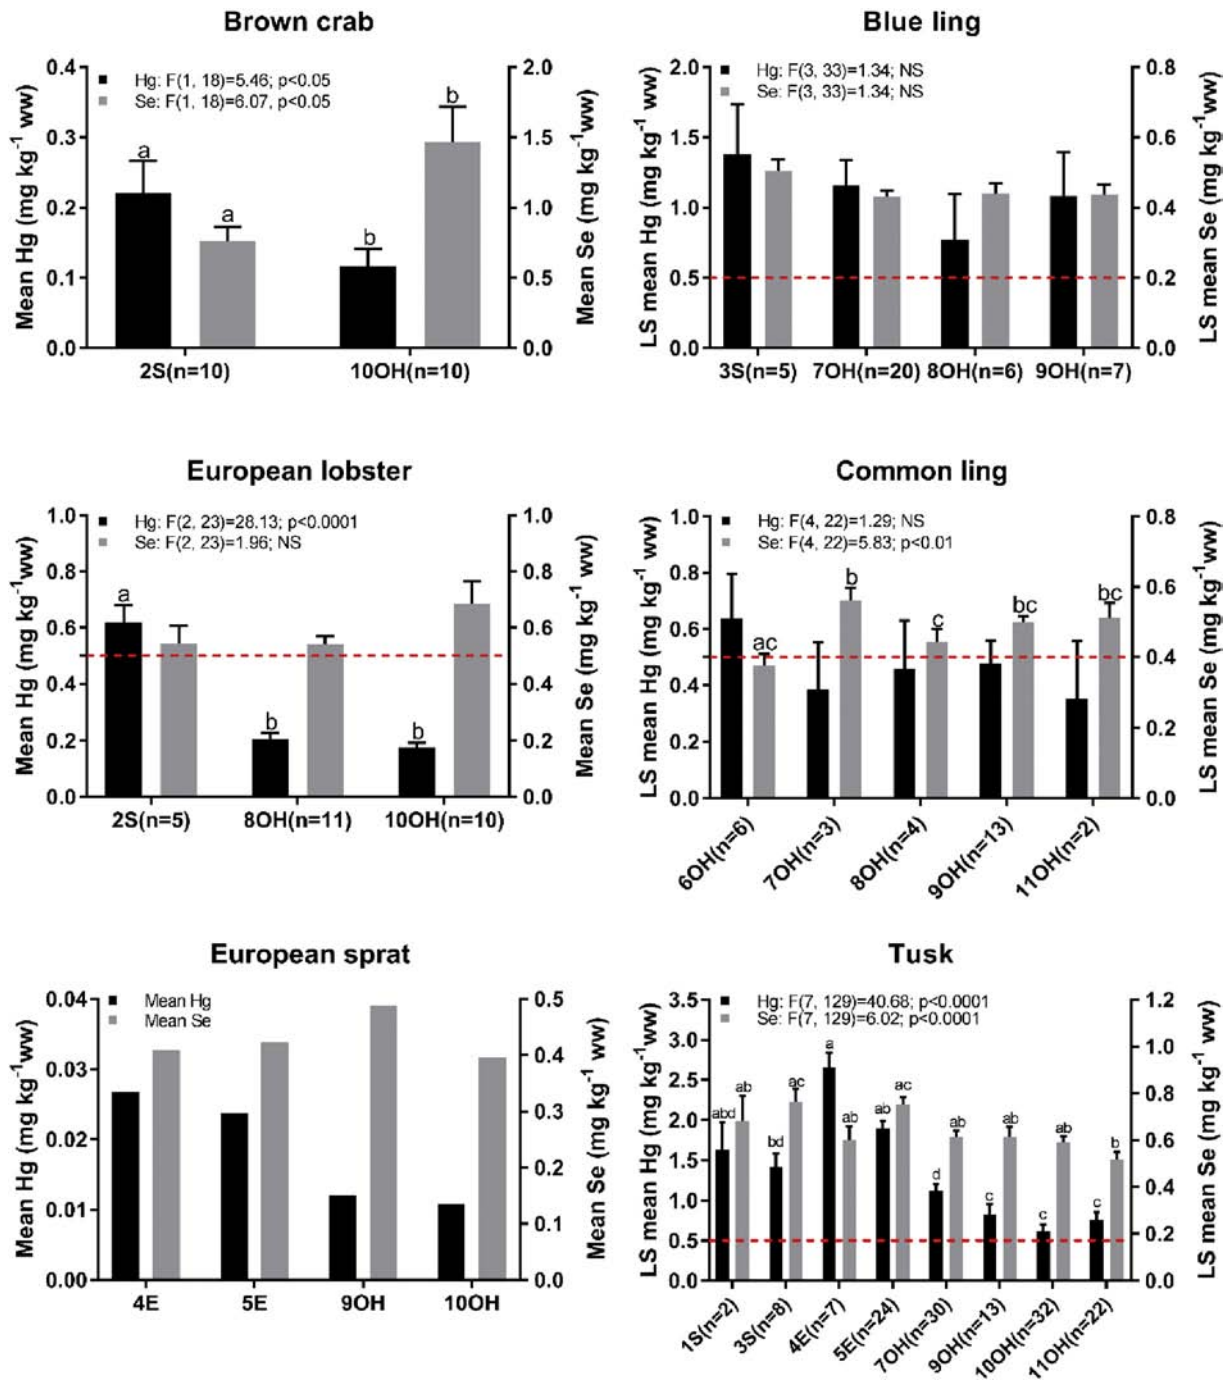 Brown crab
Hg: F(1, 18)=5.46; p<0.05
Se: F(1, 18)=6.07, p<0.05
Mean Hg (mg kg⁻¹ ww)
0.4
0.3
0.2
0.1
0.0
a
a
b
b
2.0
1.5
1.0
0.5
0.0
Mean Se (mg kg⁻¹ww)
2S(n=10) 10OH(n=10)
Blue ling
Hg: F(3, 33)=1.34; NS
Se: F(3, 33)=1.34; NS
LS mean Hg (mg kg⁻¹ ww)
2.0
1.5
1.0
0.5
0.0
0.8
0.6
0.4
0.2
0.0
LS mean Se (mg kg⁻¹ww)
3S(n=5) 7OH(n=20) 8OH(n=6) 9OH(n=7)
European lobster
Hg: F(2, 23)=28.13; p<0.0001
Se: F(2, 23)=1.96; NS
Mean Hg (mg kg⁻¹ ww)
1.0
0.8
0.6
0.4
0.2
0.0
a
b
b
1.0
0.8
0.6
0.4
0.2
0.0
Mean Se (mg kg⁻¹ww)
2S(n=5) 8OH(n=11) 10OH(n=10)
Common ling
Hg: F(4, 22)=1.29; NS
Se: F(4, 22)=5.83; p<0.01
LS mean Hg (mg kg⁻¹ ww)
1.0
0.8
0.6
0.4
0.2
0.0
ac
b
c
bc
bc
0.8
0.6
0.4
0.2
0.0
LS mean Se (mg kg⁻¹ww)
6OH(n=6) 7OH(n=3) 8OH(n=4) 9OH(n=13) 11OH(n=2)
European sprat
Mean Hg
Mean Se
Mean Hg (mg kg⁻¹ ww)
0.04
0.03
0.02
0.01
0.00
0.5
0.4
0.3
0.2
0.1
0.0
Mean Se (mg kg⁻¹ww)
4E 5E 9OH 10OH
Tusk
Hg: F(7, 129)=40.68; p<0.0001
Se: F(7, 129)=6.02; p<0.0001
LS mean Hg (mg kg⁻¹ ww)
3.5
3.0
2.5
2.0
1.5
1.0
0.5
0.0
abd
ab
bd
ac
a
ab
ab
ac
d
ab
c
ab
c
ab
c
b
1.2
1.0
0.8
0.6
0.4
0.2
0.0
LS mean Se (mg kg⁻¹ ww)
1S(n=2) 3S(n=8) 4E(n=7) 5E(n=24) 7OH(n=30) 9OH(n=13) 10OH(n=32) 11OH(n=22)